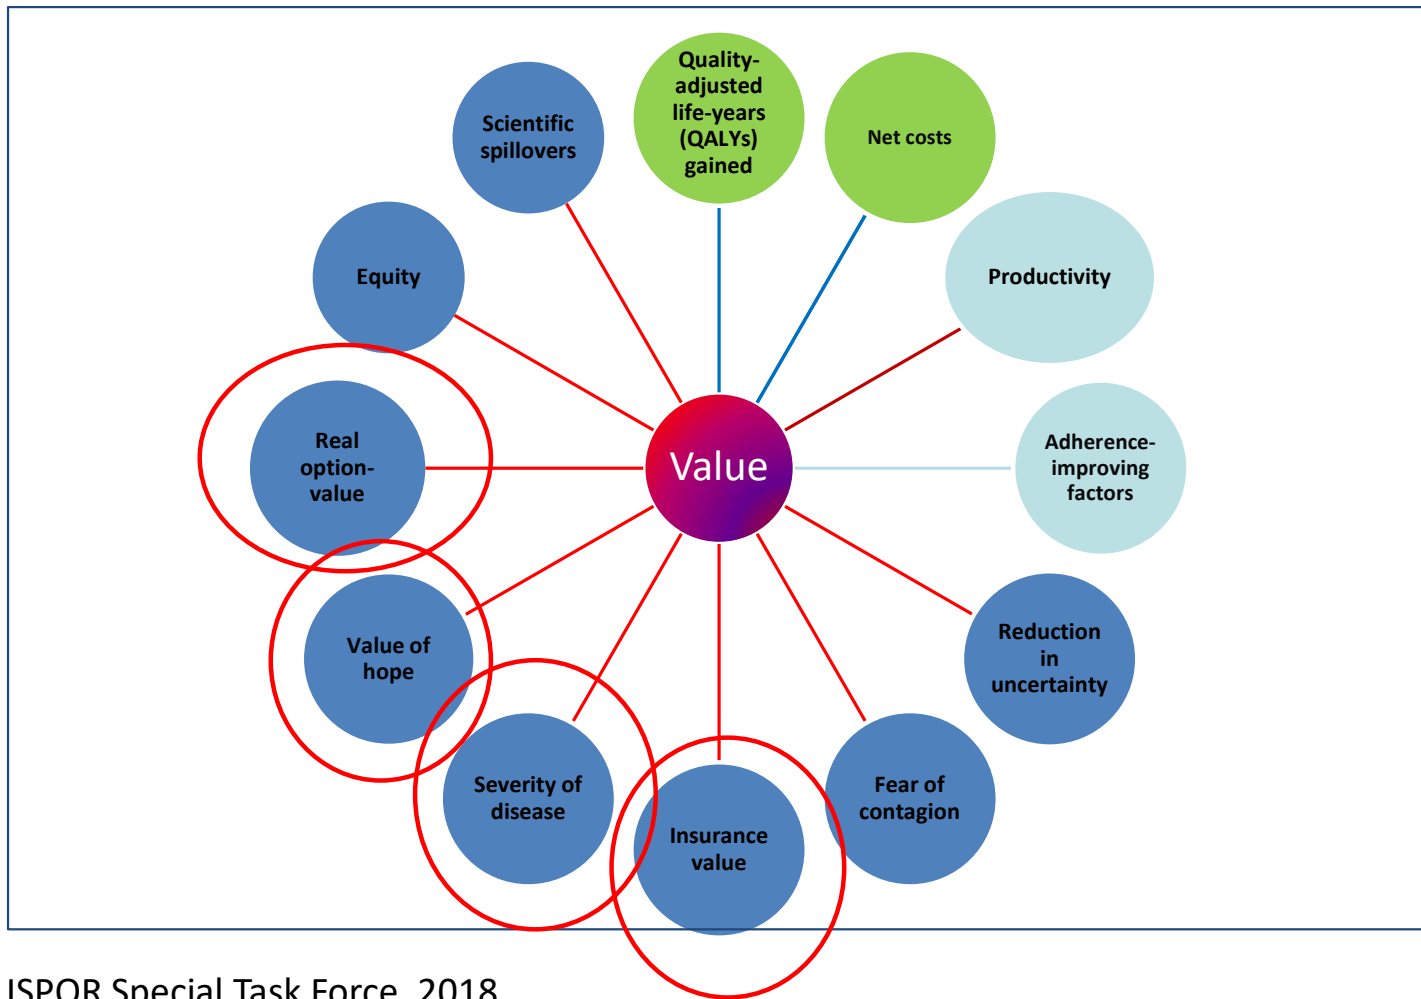 Quality-
adjusted
life-years
(QALYs)
gained
Net costs
Productivity
Adherence-
improving
factors
Reduction
in
uncertainty
Fear of
contagion
Insurance
value
Severity of
disease
Value of
hope
Real
option-
value
Equity
Scientific
spillovers
Value
ISPOR Special Task Force 2018